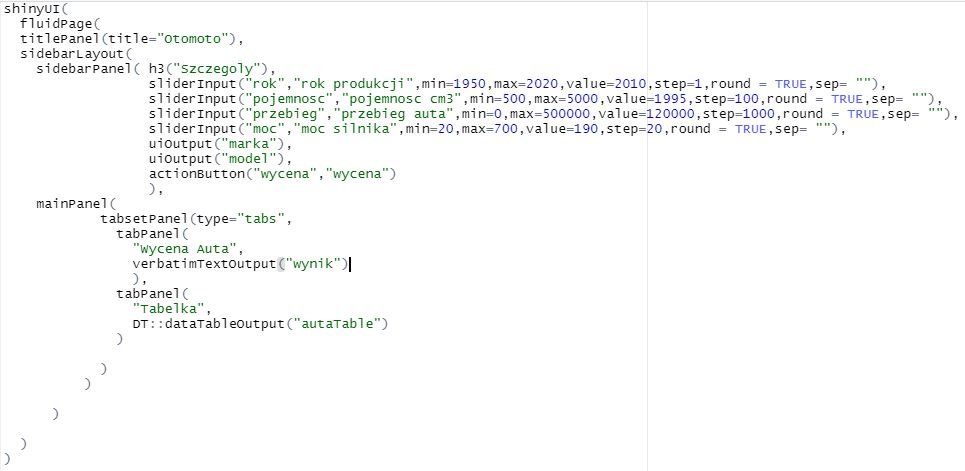 shinyUI(
fluidPage(
titlePanel(title="Otomoto"),
sidebarLayout(
sidebarPanel( h3("Szczegoly"),
sliderInput("rok","rok produkcji",min=1950,max=2020,value=2010,step=1,round = TRUE,sep= ""),
sliderInput("pojemnosc","pojemnosc cm3",min=500,max=5000,value=1995,step=100,round = TRUE,sep= ""),
sliderInput("przebieg","przebieg auta",min=0,max=500000,value=120000,step=1000,round = TRUE,sep= ""),
sliderInput("moc","moc silnika",min=20,max=700,value=190,step=20,round = TRUE,sep= ""),
uiOutput("marka"),
uiOutput("model"),
actionButton("wycena","wycena")
),
mainPanel(
tabsetPanel(type="tabs",
tabPanel(
"Wycena Auta",
verbatimTextOutput("wynik")
),
tabPanel(
"Tabelka",
DT::dataTableOutput("autaTable")
)
)
)
)
)
)